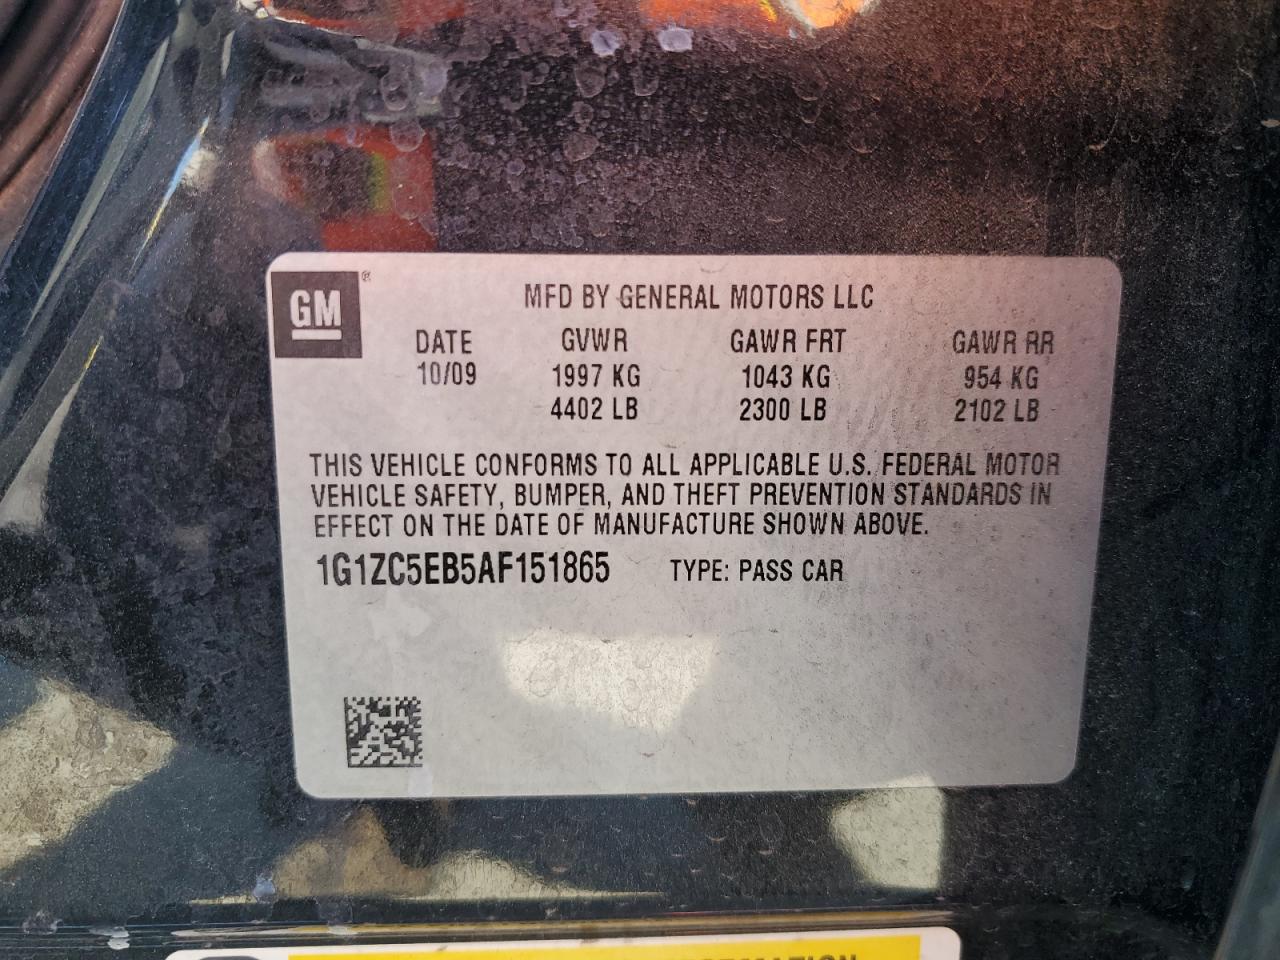 GM ®
MFD BY GENERAL MOTORS LLC
DATE GVWR GAWR FRT GAWR RR
10/09 1997 KG 1043 KG 954 KG
4402 LB 2300 LB 2102 LB
THIS VEHICLE CONFORMS TO ALL APPLICABLE U.S. FEDERAL MOTOR
VEHICLE SAFETY, BUMPER, AND THEFT PREVENTION STANDARDS IN
EFFECT ON THE DATE OF MANUFACTURE SHOWN ABOVE.
1G1ZC5EB5AF151865 TYPE: PASS CAR